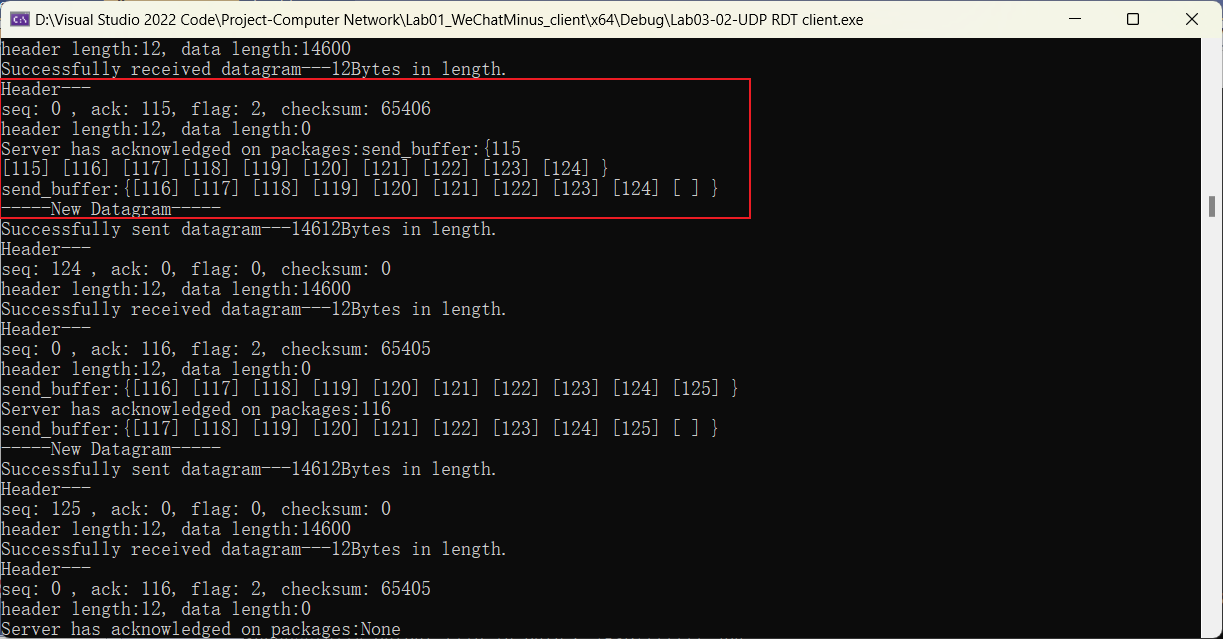 D:\Visual Studio 2022 Code\Project-Computer Network\Lab01_WeChatMinus_client\x64\Debug\Lab03-02-UDP RDT client.exe
header length:12, data length:14600
Successfully received datagram---12Bytes in length.
Header---
seq: 0 , ack: 115, flag: 2, checksum: 65406
header length:12, data length:0
Server has acknowledged on packages:send_buffer:{115
[115] [116] [117] [118] [119] [120] [121] [122] [123] [124] }
send_buffer:{[116] [117] [118] [119] [120] [121] [122] [123] [124] [ ] }
-----New Datagram-----
Successfully sent datagram---14612Bytes in length.
Header---
seq: 124 , ack: 0, flag: 0, checksum: 0
header length:12, data length:14600
Successfully received datagram---12Bytes in length.
Header---
seq: 0 , ack: 116, flag: 2, checksum: 65405
header length:12, data length:0
send_buffer:{[116] [117] [118] [119] [120] [121] [122] [123] [124] [125] }
Server has acknowledged on packages:116
send_buffer:{[117] [118] [119] [120] [121] [122] [123] [124] [125] [ ] }
-----New Datagram-----
Successfully sent datagram---14612Bytes in length.
Header---
seq: 125 , ack: 0, flag: 0, checksum: 0
header length:12, data length:14600
Successfully received datagram---12Bytes in length.
Header---
seq: 0 , ack: 116, flag: 2, checksum: 65405
header length:12, data length:0
Server has acknowledged on packages:None